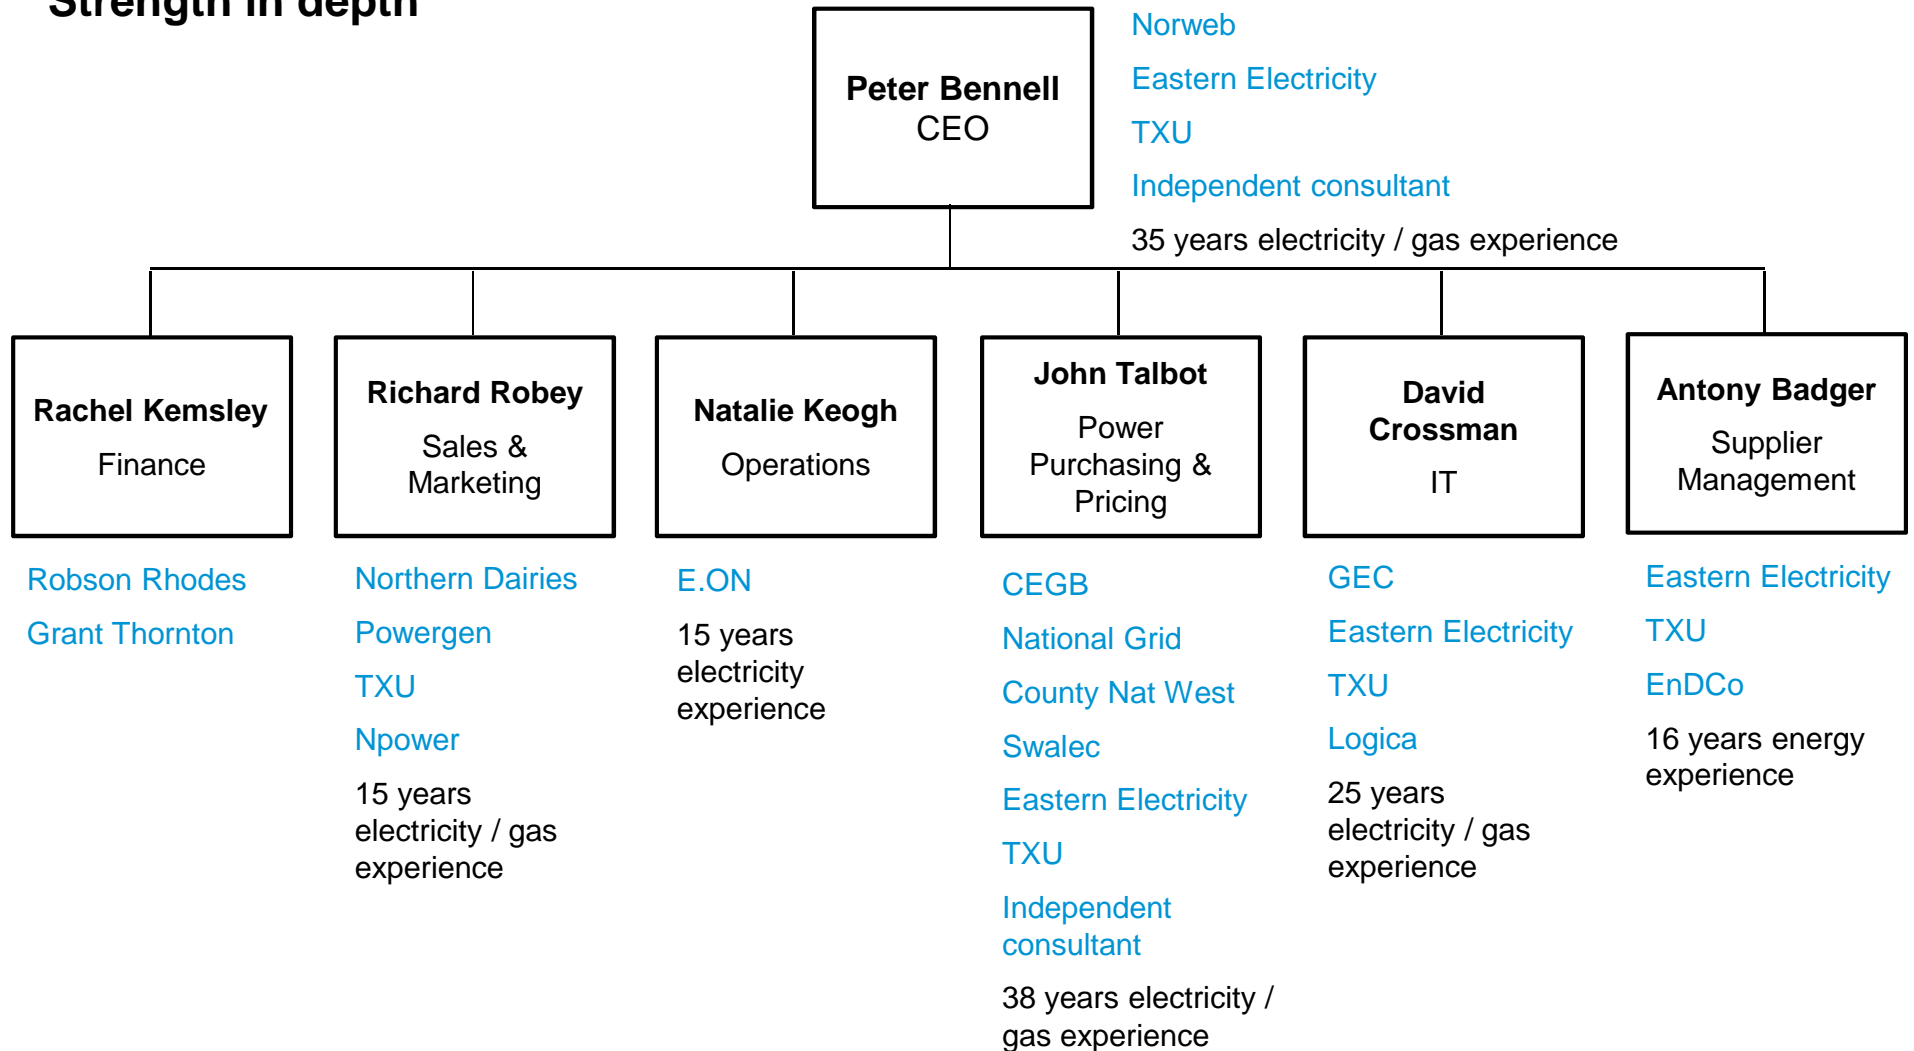 Strength in depth
Peter Bennell
CEO
Norweb
Eastern Electricity
TXU
Independent consultant
35 years electricity / gas experience
Rachel Kemsley
Finance
Robson Rhodes
Grant Thornton
Richard Robey
Sales &
Marketing
Northern Dairies
Powergen
TXU
Npower
15 years
electricity / gas
experience
Natalie Keogh
Operations
E.ON
15 years
electricity
experience
John Talbot
Power
Purchasing &
Pricing
CEGB
National Grid
County Nat West
Swalec
Eastern Electricity
TXU
Independent
consultant
38 years electricity /
gas experience
David
Crossman
IT
GEC
Eastern Electricity
TXU
Logica
25 years
electricity / gas
experience
Antony Badger
Supplier
Management
Eastern Electricity
TXU
EnDCo
16 years energy
experience